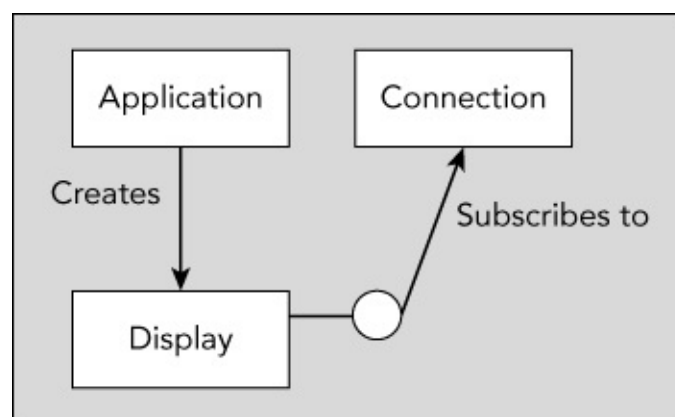 Application
Connection
Creates
Subscribes to
Display